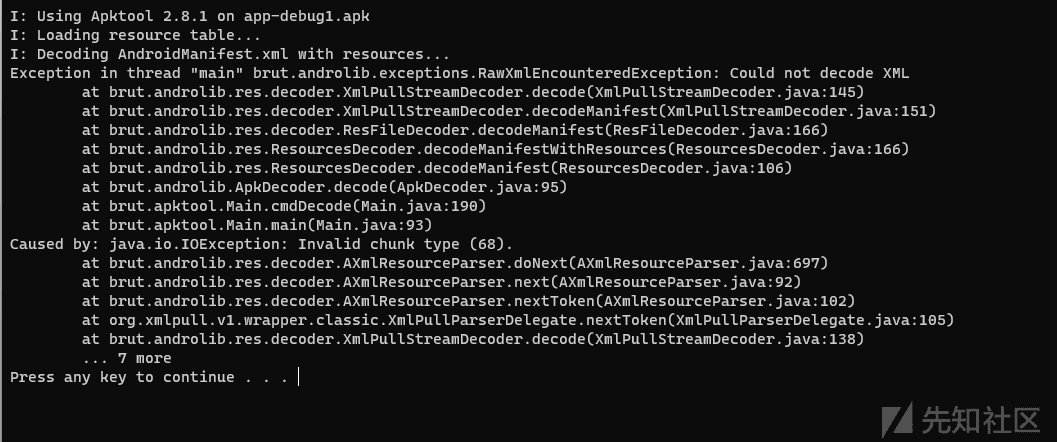 I: Using Apktool 2.8.1 on app-debug1.apk
I: Loading resource table...
I: Decoding AndroidManifest.xml with resources...
Exception in thread "main" brut.androlib.exceptions.RawXmlEncounteredException: Could not decode XML
        at brut.androlib.res.decoder.XmlPullStreamDecoder.decode(XmlPullStreamDecoder.java:145)
        at brut.androlib.res.decoder.XmlPullStreamDecoder.decodeManifest(XmlPullStreamDecoder.java:151)
        at brut.androlib.res.decoder.ResFileDecoder.decodeManifest(ResFileDecoder.java:166)
        at brut.androlib.res.ResourcesDecoder.decodeManifestWithResources(ResourcesDecoder.java:166)
        at brut.androlib.res.ResourcesDecoder.decodeManifest(ResourcesDecoder.java:106)
        at brut.androlib.ApkDecoder.decode(ApkDecoder.java:95)
        at brut.apktool.Main.cmdDecode(Main.java:190)
        at brut.apktool.Main.main(Main.java:93)
Caused by: java.io.IOException: Invalid chunk type (68).
        at brut.androlib.res.decoder.AXmlResourceParser.doNext(AXmlResourceParser.java:697)
        at brut.androlib.res.decoder.AXmlResourceParser.next(AXmlResourceParser.java:92)
        at brut.androlib.res.decoder.AXmlResourceParser.nextToken(AXmlResourceParser.java:102)
        at org.xmlpull.v1.wrapper.classic.XmlPullParserDelegate.nextToken(XmlPullParserDelegate.java:105)
        at brut.androlib.res.decoder.XmlPullStreamDecoder.decode(XmlPullStreamDecoder.java:138)
        ... 7 more
Press any key to continue . . .
先知社区